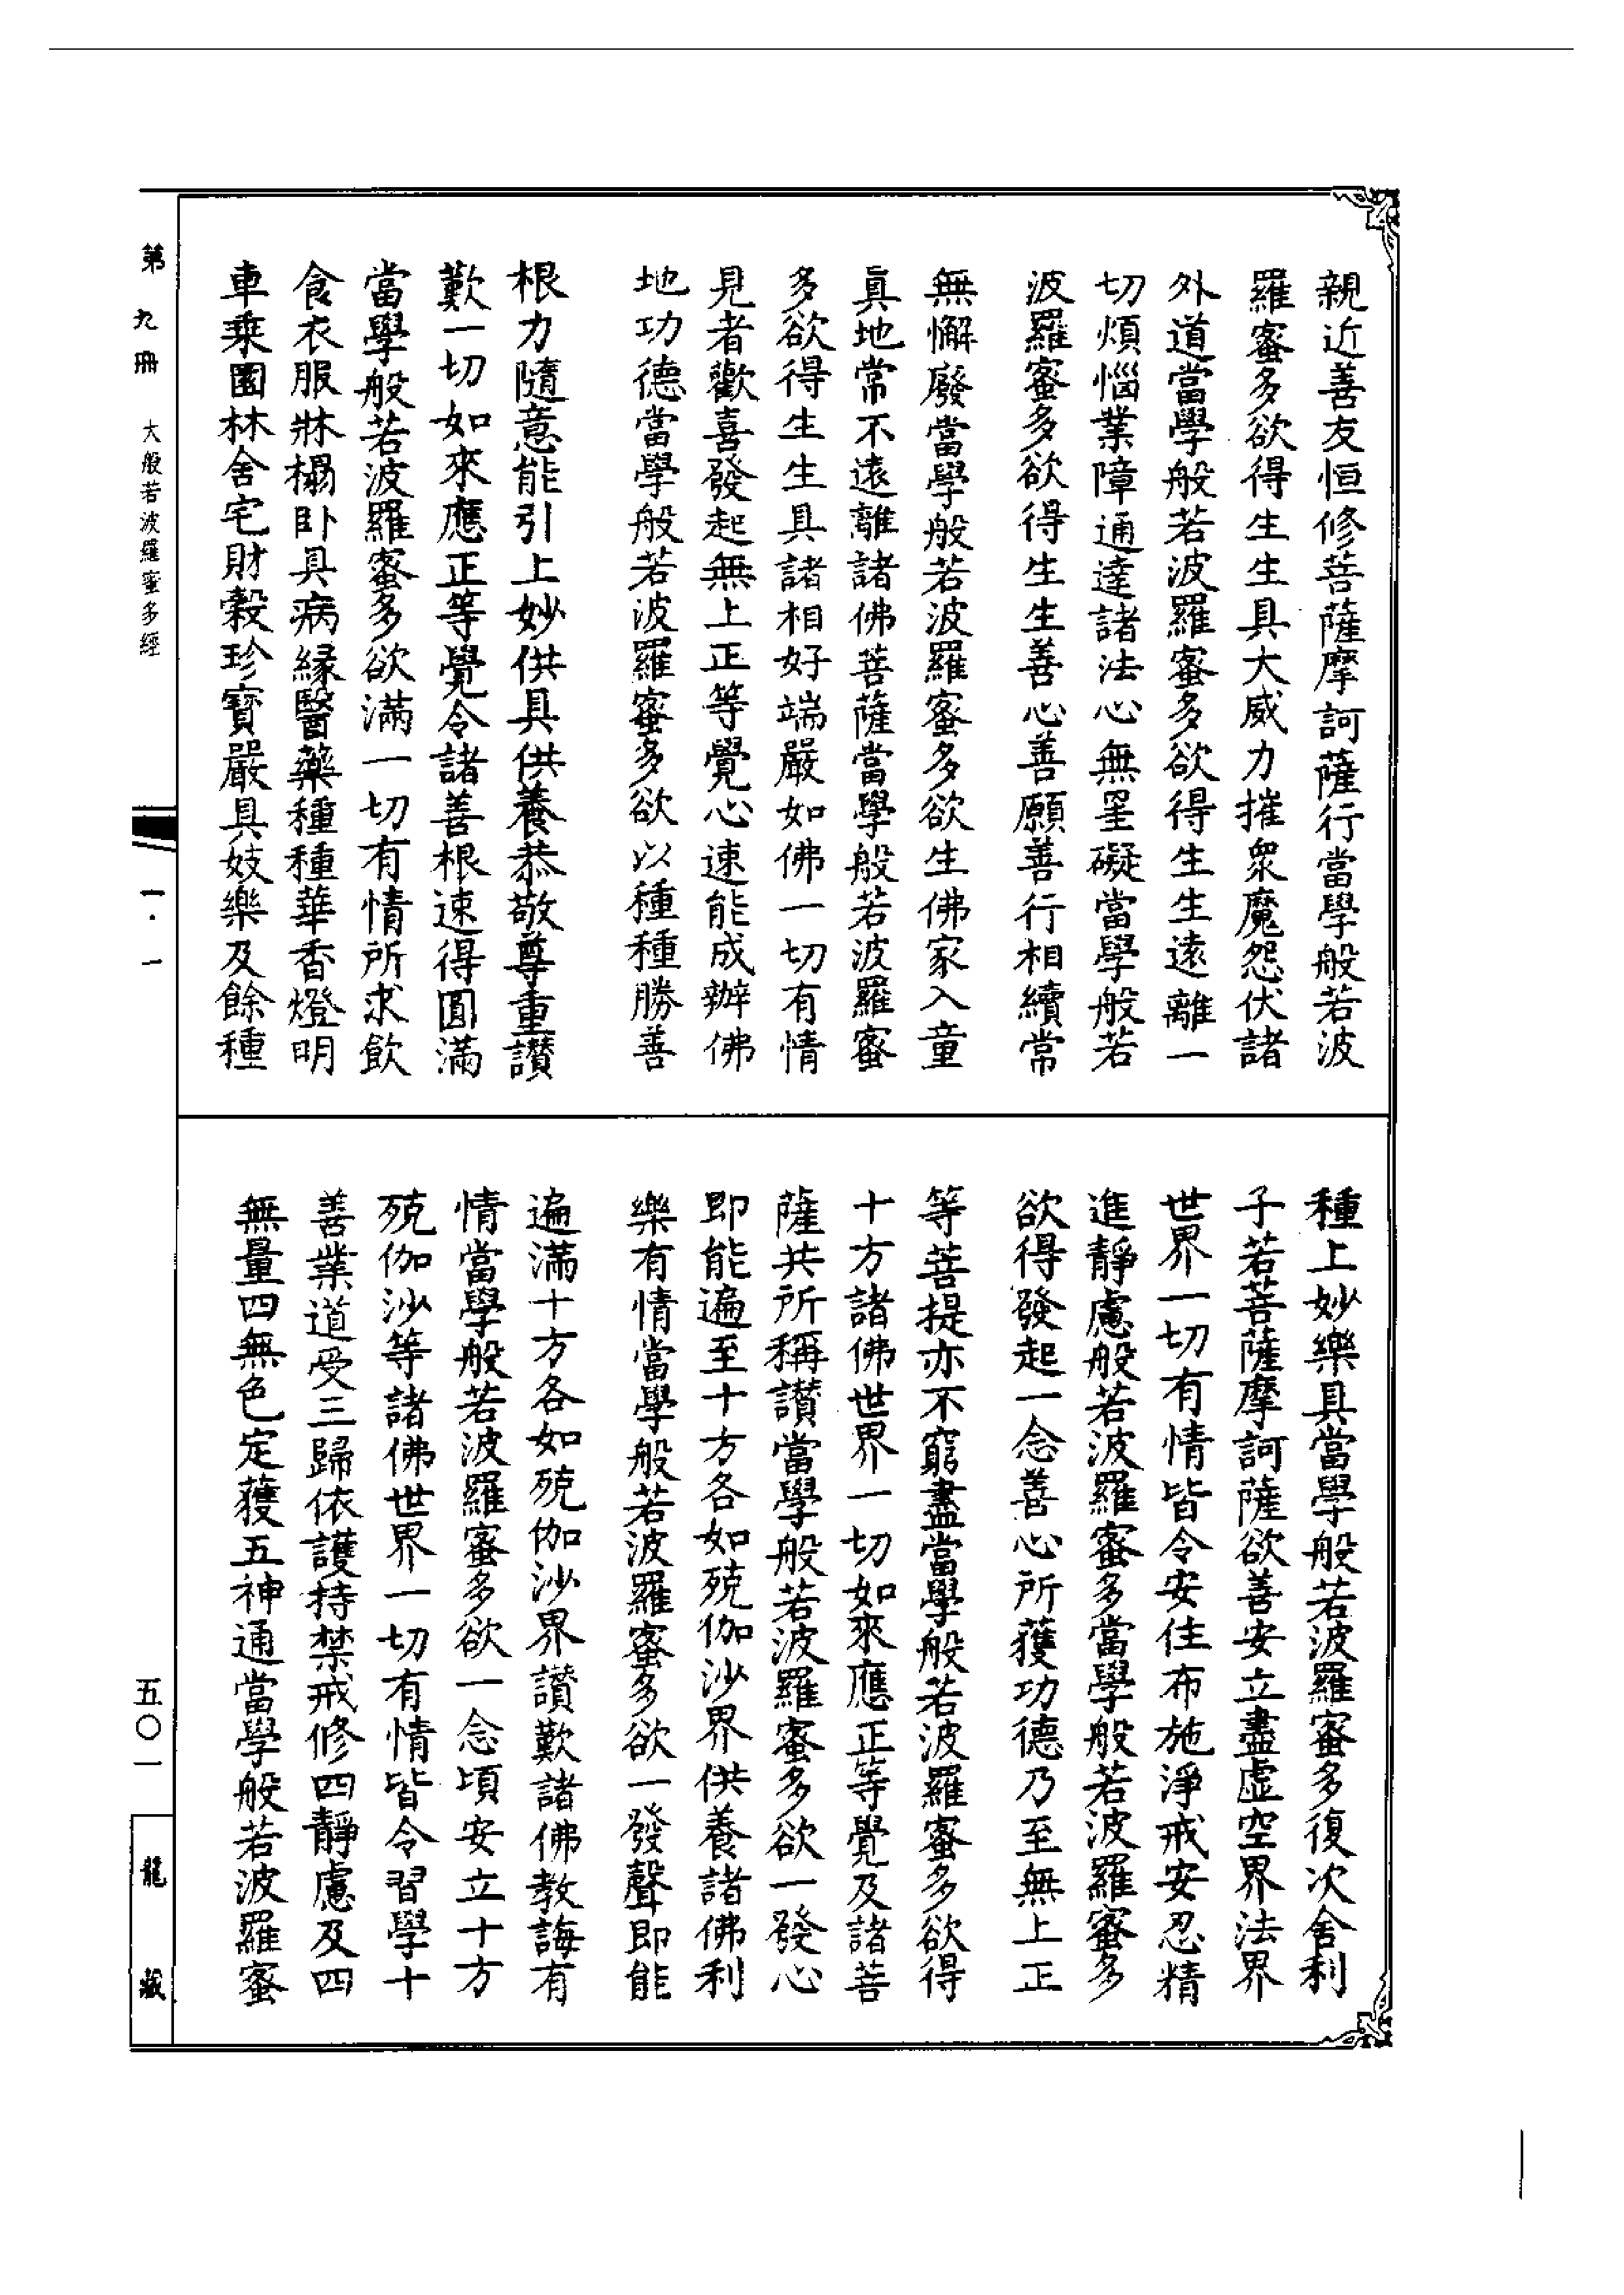 親近善友恒修菩薩摩訶薩行當學般若波
羅蜜多欲得生生具大威力摧衆魔怨伏諸
外道當學般若波羅蜜多欲得生生遠離一
切煩惱業障通達諸法心無罣礙當學般若
波羅蜜多欲得生生善心善願善行相續常
無懈廢當學般若波羅蜜多欲生佛家入童
真地常不遠離諸佛菩薩當學般若波羅蜜
多欲得生生具諸相好端嚴如佛一切有情
見者歡喜發起無上正等覺心速能成辦佛
地功德當學般若波羅蜜多欲以種種勝善
根力隨意能引上妙供具供養恭敬尊重讃
歎一切如來應正等覺令諸善根速得圓滿
當學般若波羅蜜多欲滿一切有情所求飲
食衣服牀榻卧具病緣醫藥種種華香燈明
車乘園林舍宅財穀珍寶嚴具妓樂及餘種
種上妙樂具當學般若波羅蜜多復次舍利
子若菩薩摩訶薩欲善安立盡虛空界法界
世界一切有情皆令安住布施淨戒安忍精
進靜慮般若波羅蜜多當學般若波羅蜜多
欲得發起一念善心所獲功德乃至無上正
等菩提亦不窮盡當學般若波羅蜜多欲得
十方諸佛世界一切如來應正等覺及諸菩
薩共所稱讃當學般若波羅蜜多欲一發心
即能遍至十方各如殑伽沙界供養諸佛利
樂有情當學般若波羅蜜多欲一發聲即能
遍滿十方各如殑伽沙界讃歎諸佛教誨有
情當學般若波羅蜜多欲一念頃安立十方
殑伽沙等諸佛世界一切有情皆令習學十
善業道受三歸依護持禁戒修四靜慮及四
無量四無色定獲五神通當學般若波羅蜜
第九冊 大般若波羅蜜多經 一·一 五〇一 龍藏